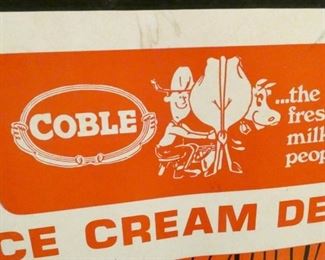 COBLE
...the
fres
milk
peop
CE CREAM DE